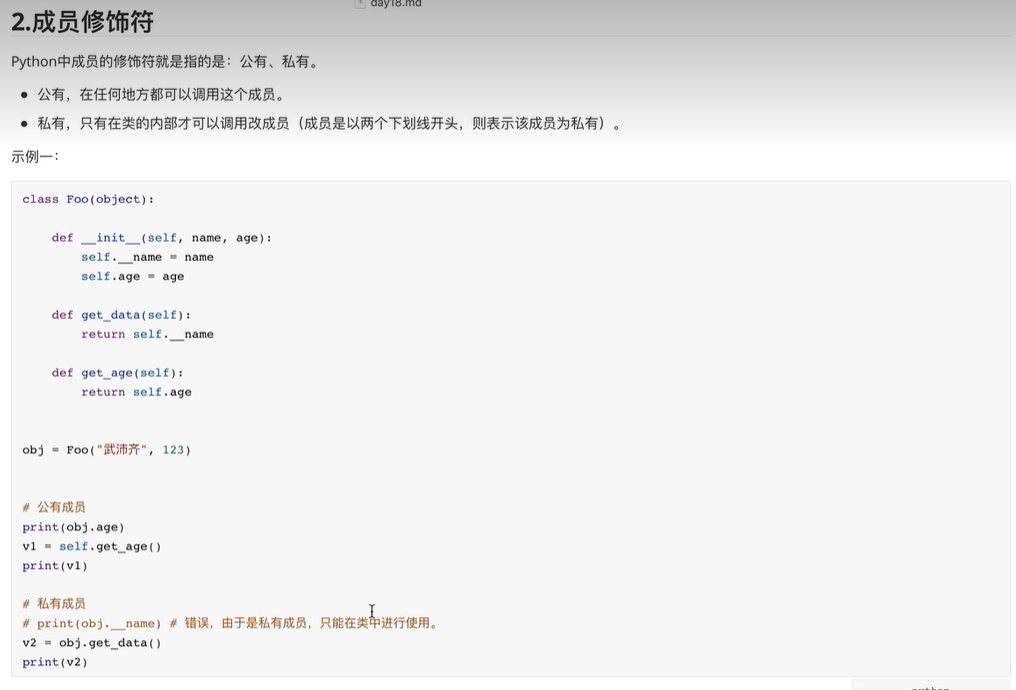 day18.md
2.成员修饰符
Python中成员的修饰符就是指的是：公有、私有。
● 公有，在任何地方都可以调用这个成员。
● 私有，只有在类的内部才可以调用改成员（成员是以两个下划线开头，则表示该成员为私有）。
示例一：
class Foo(object):
    def __init__(self, name, age):
        self.__name = name
        self.age = age
    def get_data(self):
        return self.__name
    def get_age(self):
        return self.age
obj = Foo("武沛齐", 123)
# 公有成员
print(obj.age)
v1 = self.get_age()
print(v1)
# 私有成员
# print(obj.__name) # 错误，由于是私有成员，只能在类中进行使用。
v2 = obj.get_data()
print(v2)
python